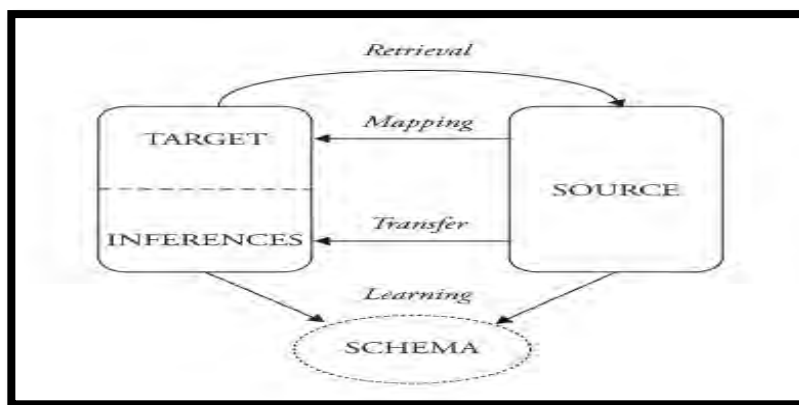 Retrieval
Mapping
TARGET
SOURCE
Transfer
INFERENCES
Learning
SCHEMA